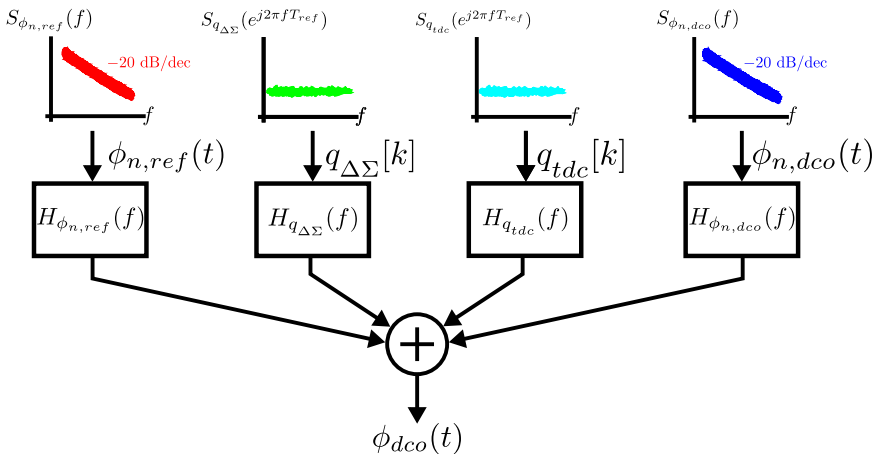 S_{ϕ_{n,ref}}(f)
S_{q_{ΔΣ}}(e^{j2πfT_{ref}})
S_{q_{tdc}}(e^{j2πfT_{ref}})
S_{ϕ_{n,dco}}(f)
−20 dB/dec
−20 dB/dec
f
f
f
f
ϕ_{n,ref}(t)
q_{ΔΣ}[k]
q_{tdc}[k]
ϕ_{n,dco}(t)
H_{ϕ_{n,ref}}(f)
H_{q_{ΔΣ}}(f)
H_{q_{tdc}}(f)
H_{ϕ_{n,dco}}(f)
+
ϕ_{dco}(t)